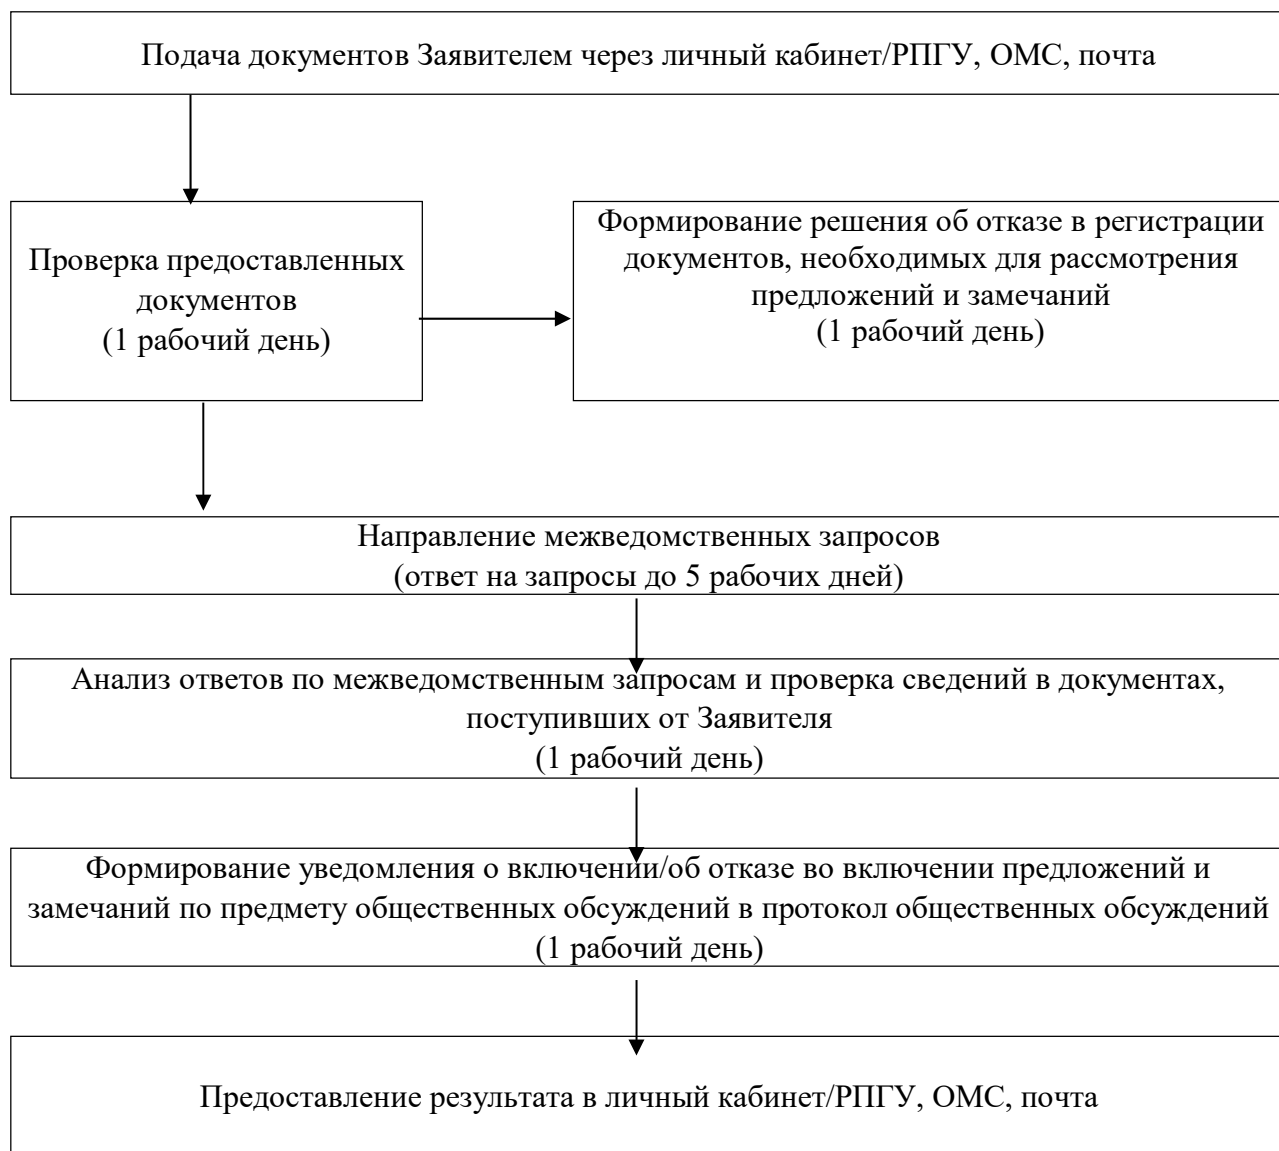 Подача документов Заявителем через личный кабинет/РПГУ, ОМС, почта
Проверка предоставленных
документов
(1 рабочий день)
Формирование решения об отказе в регистрации
документов, необходимых для рассмотрения
предложений и замечаний
(1 рабочий день)
Направление межведомственных запросов
(ответ на запросы до 5 рабочих дней)
Анализ ответов по межведомственным запросам и проверка сведений в документах,
поступивших от Заявителя
(1 рабочий день)
Формирование уведомления о включении/об отказе во включении предложений и
замечаний по предмету общественных обсуждений в протокол общественных обсуждений
(1 рабочий день)
Предоставление результата в личный кабинет/РПГУ, ОМС, почта